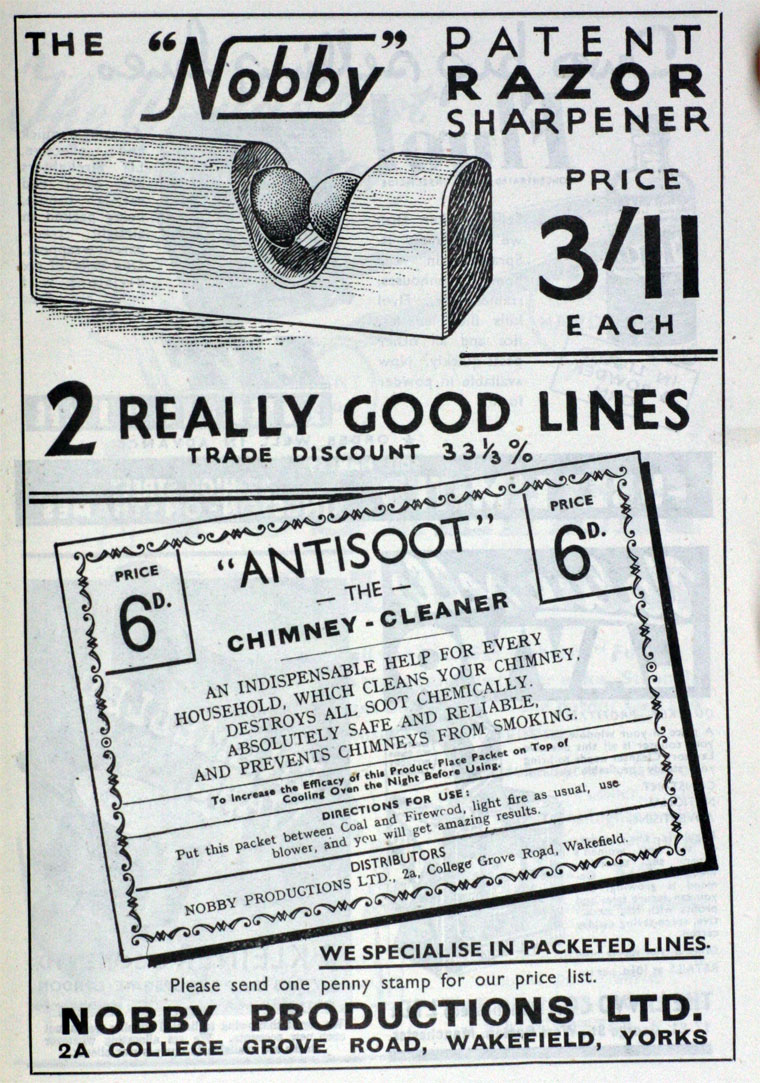 THE "Nobby" PATENT
RAZOR
SHARPENER
PRICE
3/11
EACH
2 REALLY GOOD LINES
TRADE DISCOUNT 33⅓%
PRICE
6D.
"ANTISOOT"
— THE —
CHIMNEY-CLEANER
PRICE
6D.
AN INDISPENSABLE HELP FOR EVERY
HOUSEHOLD, WHICH CLEANS YOUR CHIMNEY,
DESTROYS ALL SOOT CHEMICALLY.
ABSOLUTELY SAFE AND RELIABLE,
AND PREVENTS CHIMNEYS FROM SMOKING.
To Increase the Efficacy of this Product Place Packet on Top of
Cooling Oven the Night Before Using.
DIRECTIONS FOR USE:
Put this packet between Coal and Firewood, light fire as usual, use
blower, and you will get amazing results.
DISTRIBUTORS
NOBBY PRODUCTIONS LTD., 2a, College Grove Road, Wakefield.
WE SPECIALISE IN PACKETED LINES.
Please send one penny stamp for our price list.
NOBBY PRODUCTIONS LTD.
2A COLLEGE GROVE ROAD, WAKEFIELD, YORKS